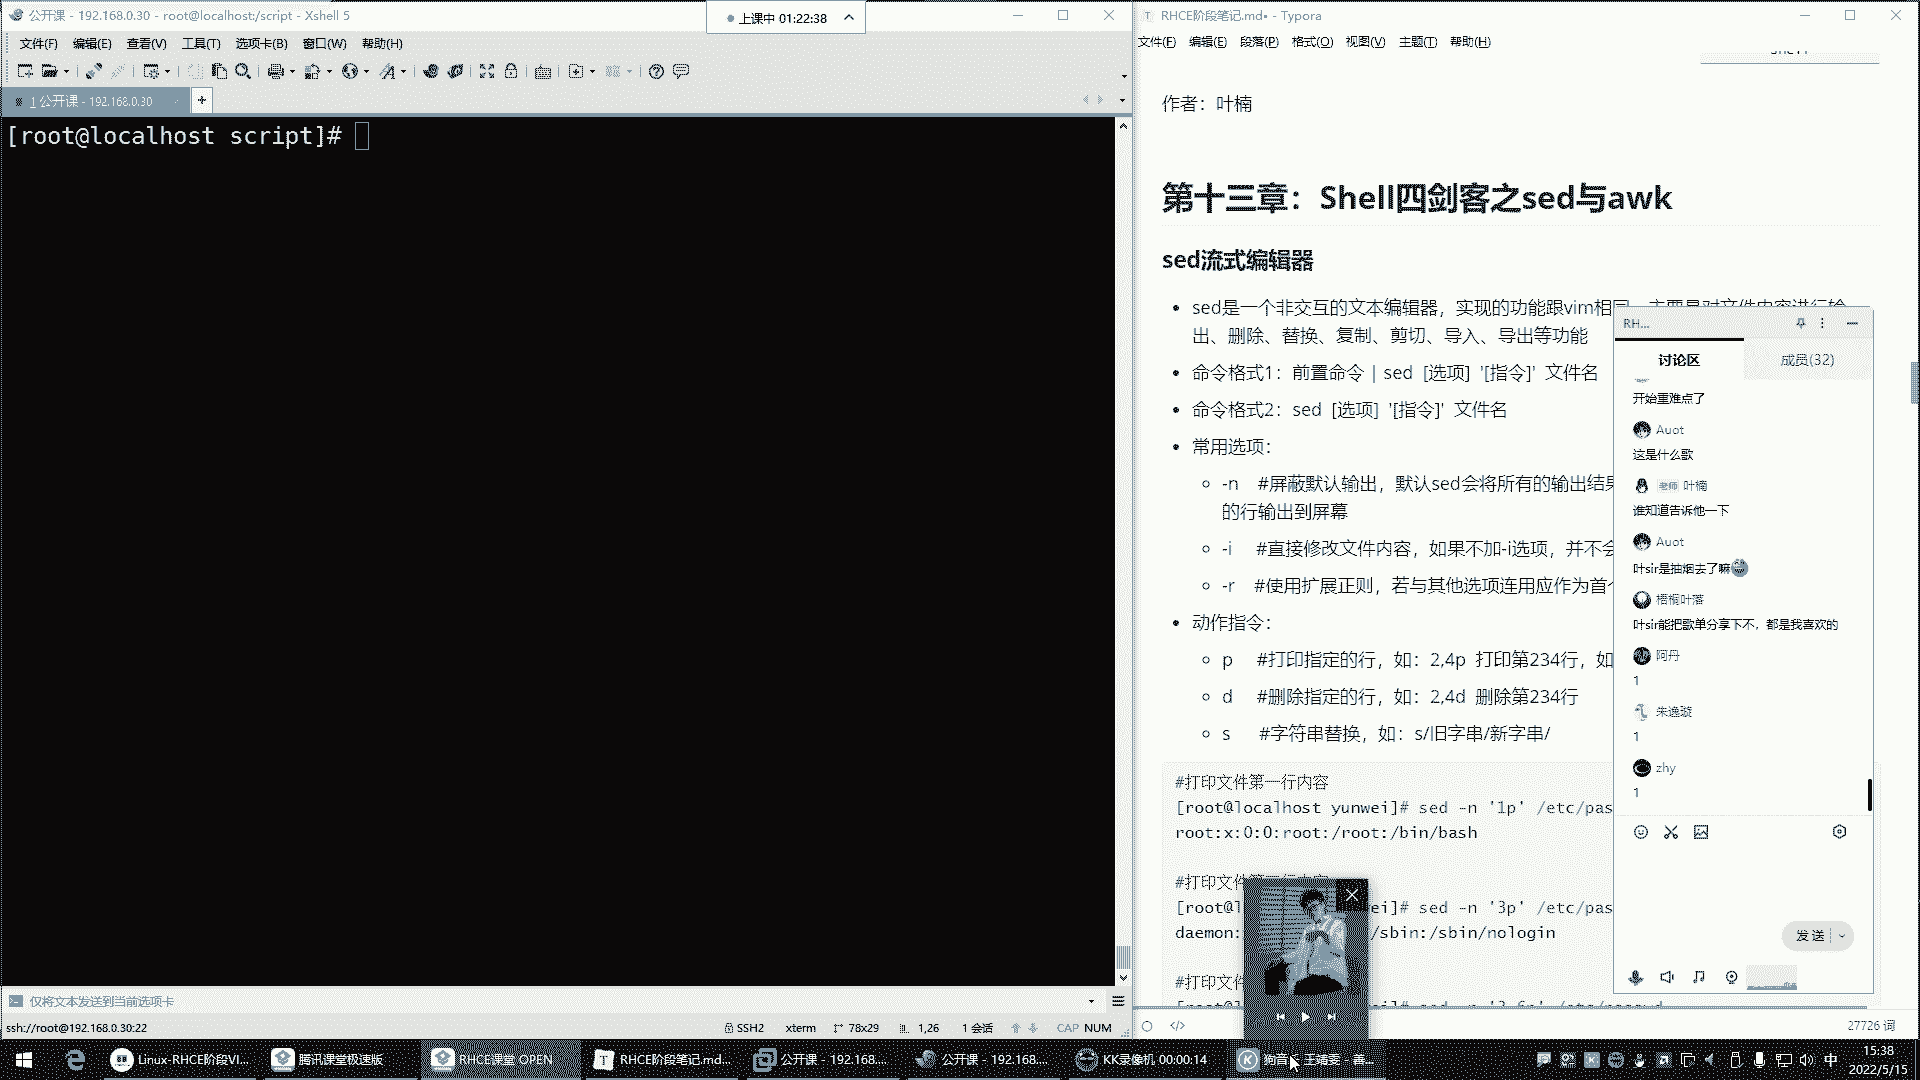 公开课 - 192.168.0.30 - root@localhost:/script - Xshell 5
上课中 01:22:38
文件(F) 编辑(E) 查看(V) 工具(T) 选项卡(B) 窗口(W) 帮助(H)
1 公开课 - 192.168.0.30
[root@localhost script]#
仅将文本发送到当前选项卡
ssh://root@192.168.0.30:22
SSH2 xterm 78x29 1,26 1 会话 CAP NUM
RHCE阶段笔记.md• - Typora
文件(F) 编辑(E) 段落(P) 格式(O) 视图(V) 主题(T) 帮助(H)
作者：叶楠
第十三章：Shell四剑客之sed与awk
sed流式编辑器
sed是一个非交互的文本编辑器，实现的功能跟vim相同，主要是对文件内容进行输
出、删除、替换、复制、剪切、导入、导出等功能
命令格式1：前置命令 | sed [选项] '[指令]' 文件名
命令格式2：sed [选项] '[指令]' 文件名
常用选项：
-n #屏蔽默认输出，默认sed会将所有的输出结果
的行输出到屏幕
-i #直接修改文件内容，如果不加-i选项，并不会
-r #使用扩展正则，若与其他选项连用应作为首个
动作指令：
p #打印指定的行，如：2,4p 打印第234行，如
d #删除指定的行，如：2,4d 删除第234行
s #字符串替换，如：s/旧字串/新字串/
#打印文件第一行内容
[root@localhost yunwei]# sed -n '1p' /etc/pas
root:x:0:0:root:/root:/bin/bash
#打印文件第三行内容
[root@l ei]# sed -n '3p' /etc/pas
daemon: /sbin:/sbin/nologin
#打印文
27726 词
RH...
讨论区 成员(32)
开始重难点了
Auot
这是什么歌
老师 叶楠
谁知道告诉他一下
Auot
叶sir是抽烟去了嘛
梧桐叶落
叶sir能把歌单分享下不，都是我喜欢的
阿丹
1
朱逸璇
1
zhy
1
发送
Linux-RHCE阶段VI... 腾讯课堂极速版 RHCE课堂 OPEN RHCE阶段笔记.md... 公开课 - 192.168.... 公开课 - 192.168.... KK录像机 00:00:14
中
15:38
2022/5/15